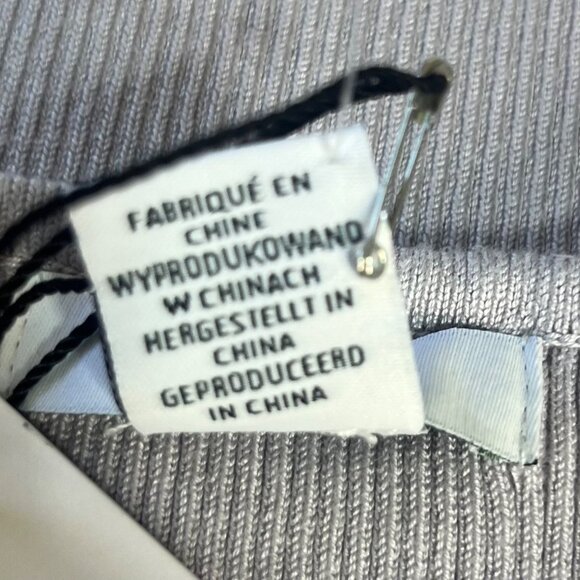 FABRIQUÉ EN
CHINE
WYPRODUKOWANO
W CHINACH
HERGESTELLT IN
CHINA
GEPRODUCEERD
IN CHINA